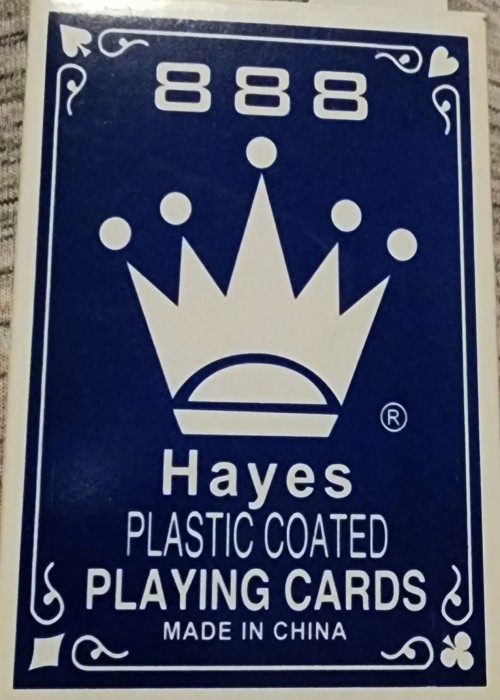 888
®
Hayes
PLASTIC COATED
PLAYING CARDS
MADE IN CHINA